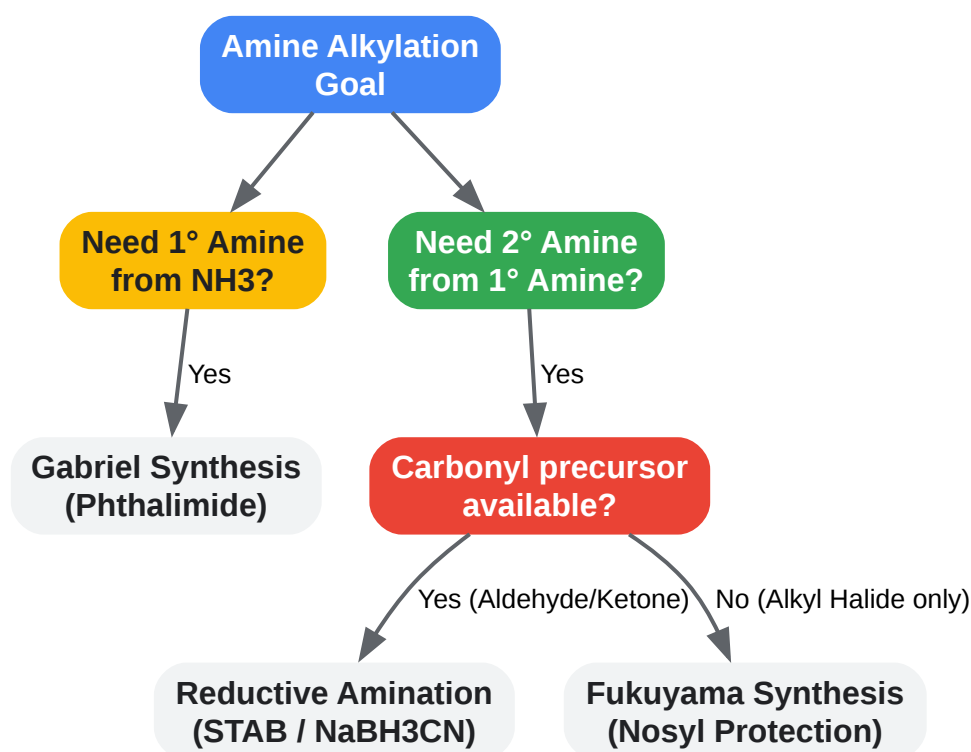 Amine Alkylation
Goal
Need 1° Amine
from NH3?
Need 2° Amine
from 1° Amine?
Yes
Yes
Gabriel Synthesis
(Phthalimide)
Carbonyl precursor
available?
Yes (Aldehyde/Ketone)
No (Alkyl Halide only)
Reductive Amination
(STAB / NaBH3CN)
Fukuyama Synthesis
(Nosyl Protection)